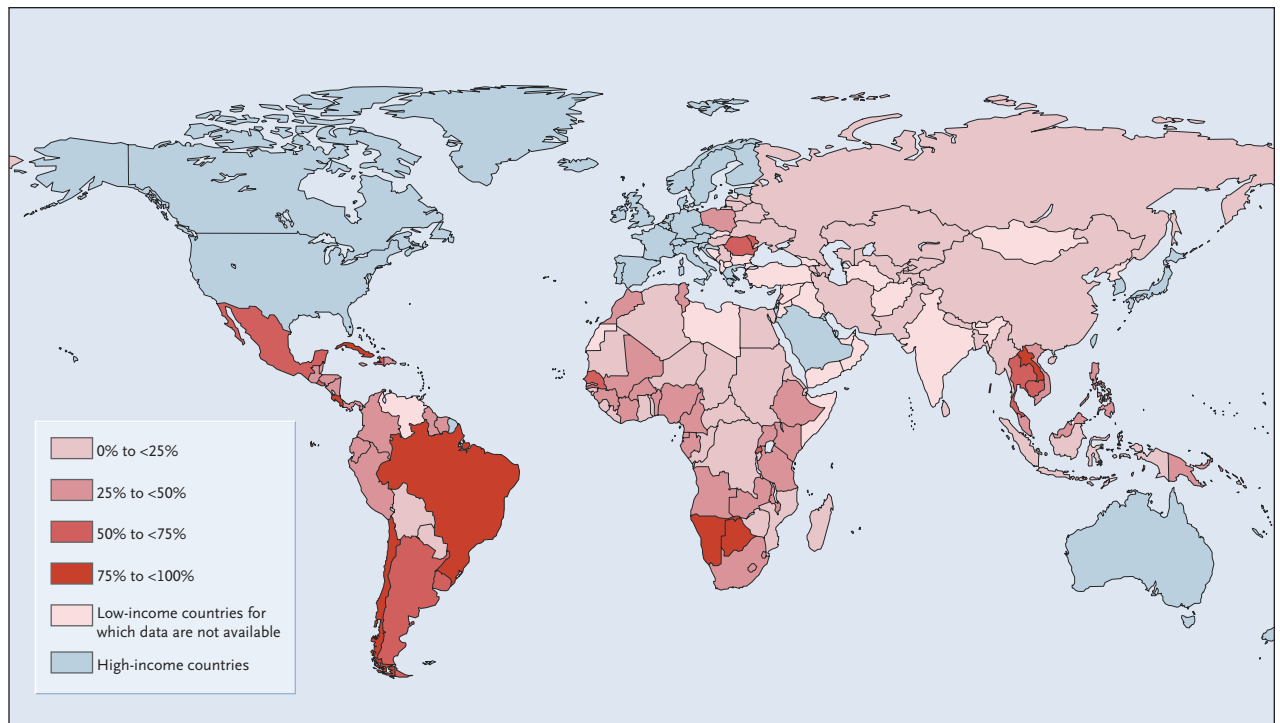 0% to <25%
25% to <50%
50% to <75%
75% to <100%
Low-income countries for
which data are not available
High-income countries